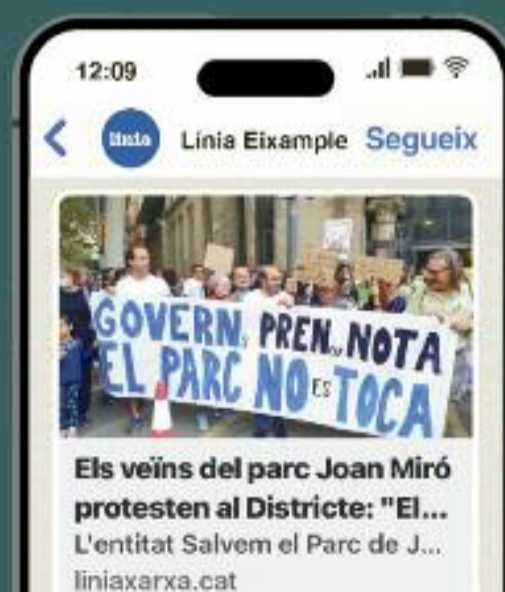 12:09
línia
Línia Eixample
Segueix
GOVERN, PREN NOTA
EL PARC NO ES TOCA
Els veïns del parc Joan Miró
protesten al Districte: "El...
L'entitat Salvem el Parc de J...
liniaxarxa.cat